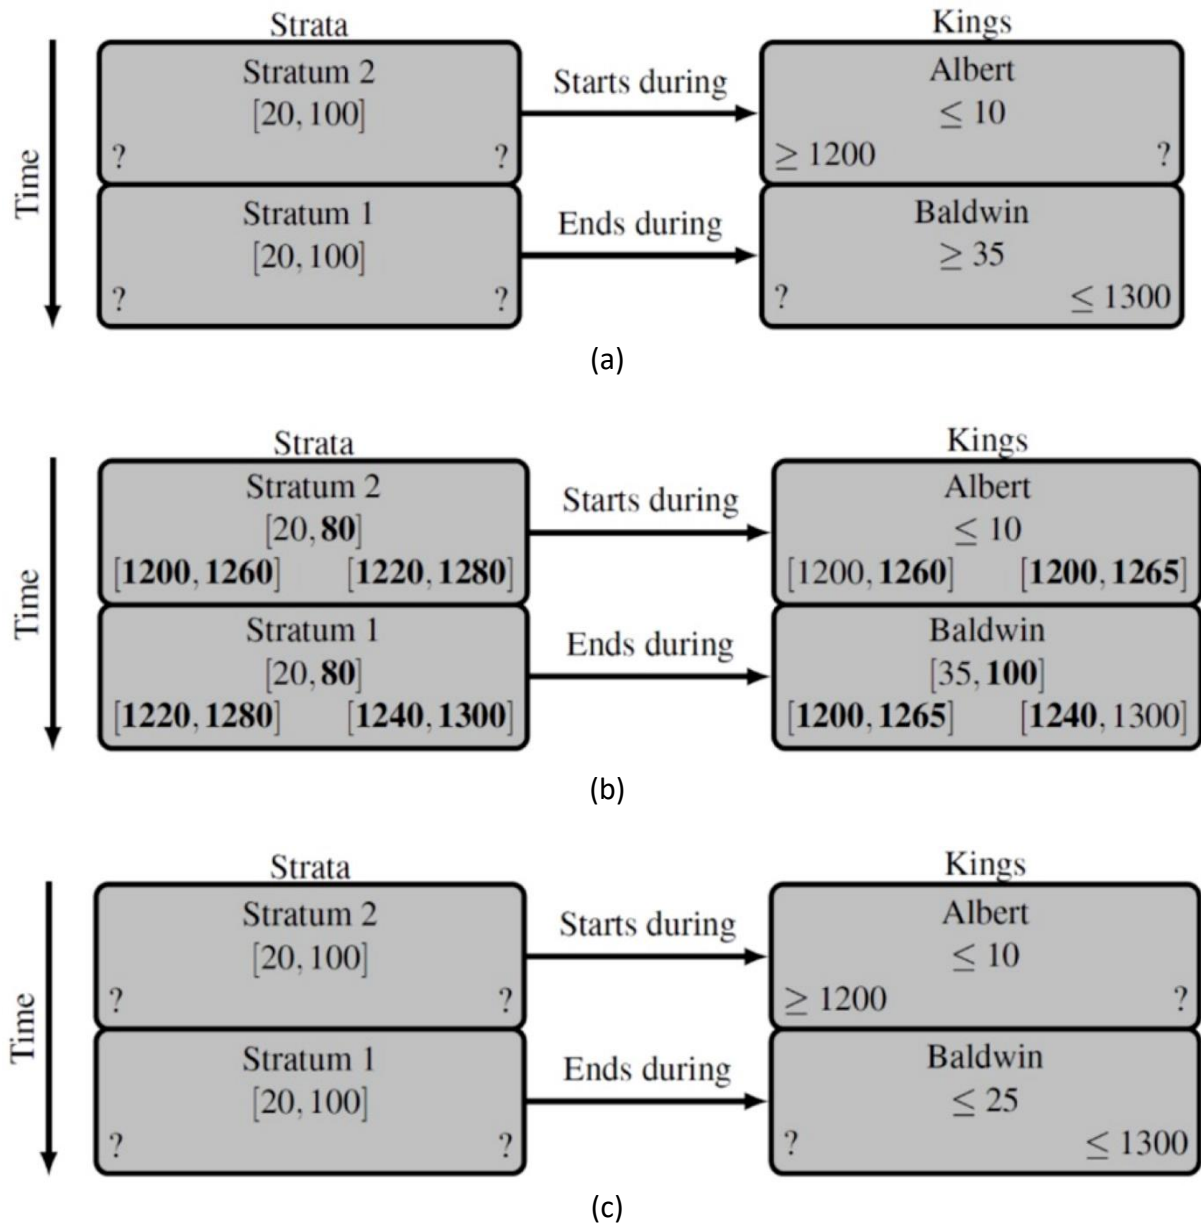 Strata
Kings
Time
Stratum 2
[20, 100]
? ?
Starts during
Albert
≤ 10
≥ 1200 ?
Stratum 1
[20, 100]
? ?
Ends during
Baldwin
≥ 35
? ≤ 1300
(a)
Strata
Kings
Time
Stratum 2
[20, 80]
[1200, 1260] [1220, 1280]
Starts during
Albert
≤ 10
[1200, 1260] [1200, 1265]
Stratum 1
[20, 80]
[1220, 1280] [1240, 1300]
Ends during
Baldwin
[35, 100]
[1200, 1265] [1240, 1300]
(b)
Strata
Kings
Time
Stratum 2
[20, 100]
? ?
Starts during
Albert
≤ 10
≥ 1200 ?
Stratum 1
[20, 100]
? ?
Ends during
Baldwin
≤ 25
? ≤ 1300
(c)